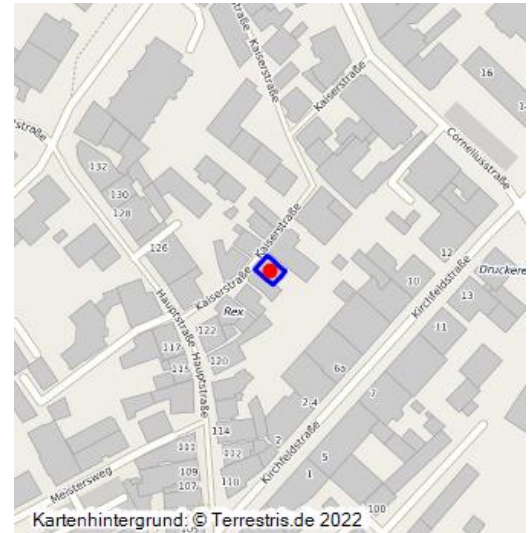 Kaiserstraße - Kaiserstraße
Kaiserstraße
16
Corneliusstraße
132
130
128
126
Kaiserstraße
Kaiserstraße
Rex
122
117
115
120
Hauptstraße
Hauptstraße
12
10
13
11
Druckere
Kirchfeldstraße
6a
7
2-4
114
2
112
111
109
107
110
5
1
Kirchfeldstraße
Meistersweg
100
Kartenhintergrund: © Terrestris.de 2022